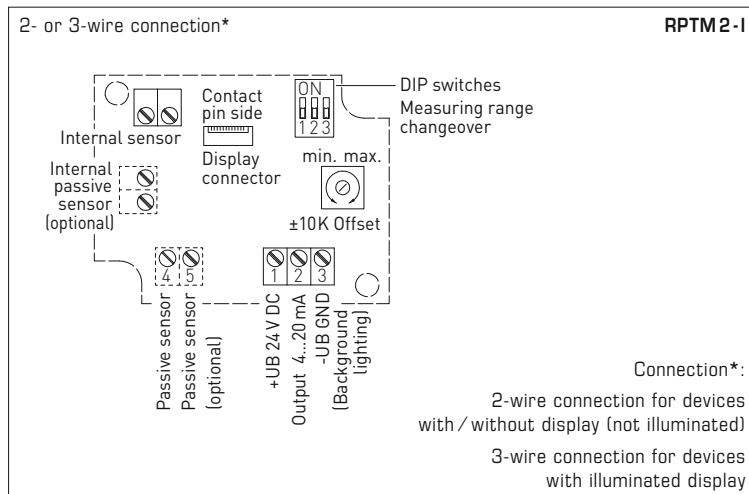 2- or 3-wire connection*
RPTM 2 - I
ON
1 2 3
DIP switches
Measuring range
changeover
Contact
pin side
Internal sensor
Display
connector
min. max.
Internal
passive
sensor
(optional)
±10K Offset
4 5
1 2 3
Passive sensor
Passive sensor
(optional)
+UB 24 V DC
Output 4...20 mA
-UB GND
(Background
lighting)
Connection*:
2-wire connection for devices
with / without display (not illuminated)
3-wire connection for devices
with illuminated display